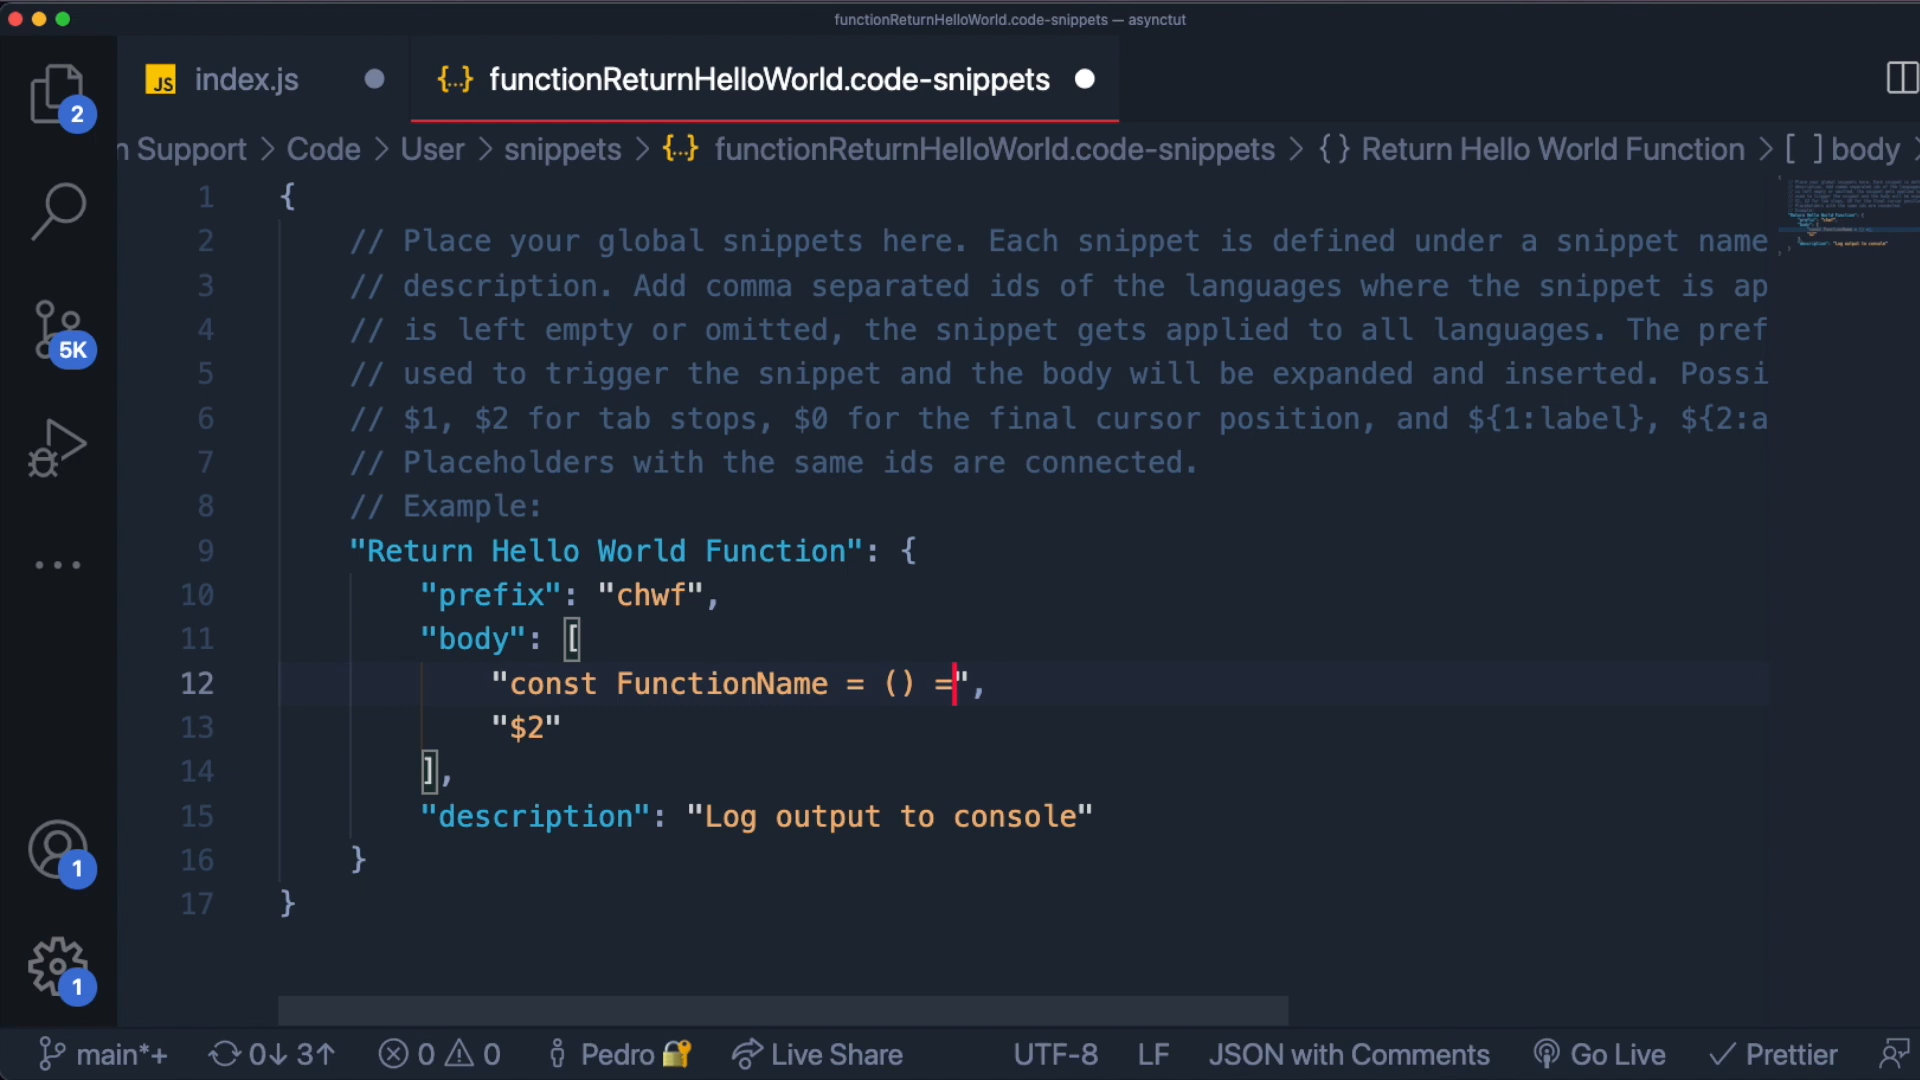 functionReturnHelloWorld.code-snippets — asynctut
JS index.js
{...} functionReturnHelloWorld.code-snippets
n Support > Code > User > snippets > {...} functionReturnHelloWorld.code-snippets > {} Return Hello World Function > [ ] body >
1 {
2 // Place your global snippets here. Each snippet is defined under a snippet name
3 // description. Add comma separated ids of the languages where the snippet is ap
4 // is left empty or omitted, the snippet gets applied to all languages. The pref
5 // used to trigger the snippet and the body will be expanded and inserted. Possi
6 // $1, $2 for tab stops, $0 for the final cursor position, and ${1:label}, ${2:a
7 // Placeholders with the same ids are connected.
8 // Example:
9 "Return Hello World Function": {
10 "prefix": "chwf",
11 "body": [
12 "const FunctionName = () =",
13 "$2"
14 ],
15 "description": "Log output to console"
16 }
17 }
2
5K
1
1
main*+ 0↓ 3↑ 0 0 Pedro Live Share UTF-8 LF JSON with Comments Go Live Prettier